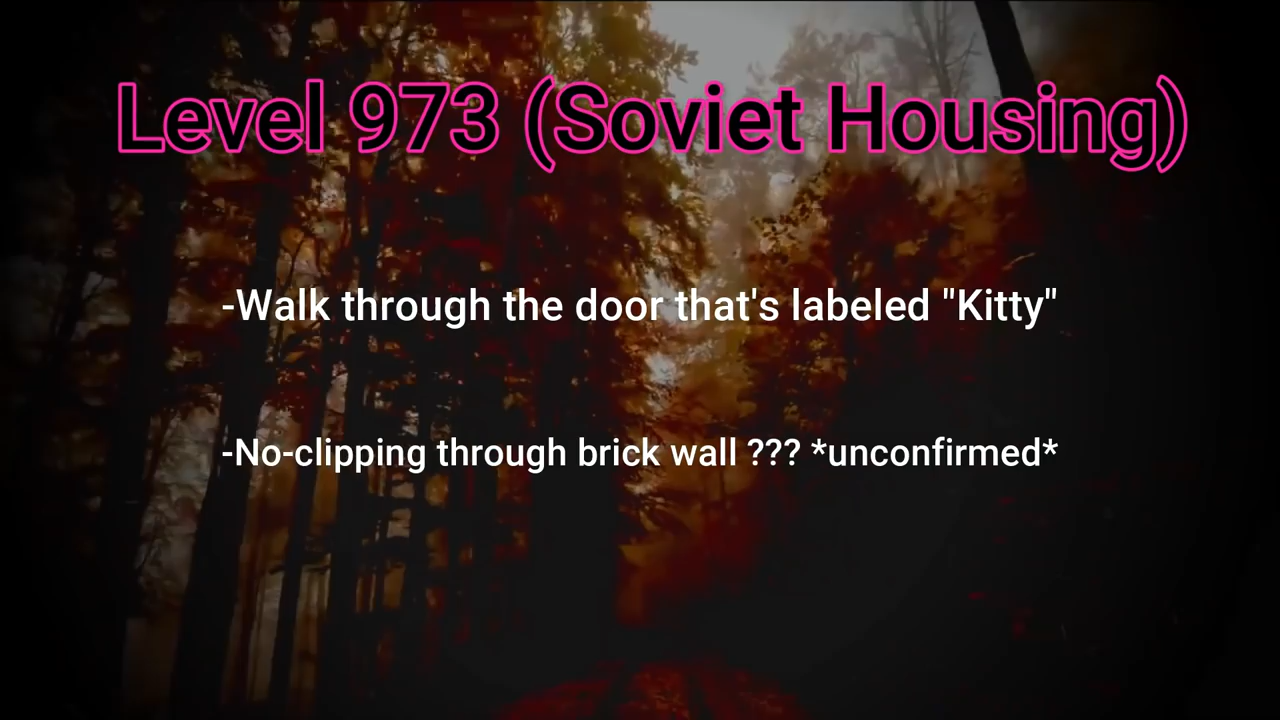 Level 973 (Soviet Housing)
-Walk through the door that's labeled "Kitty"
-No-clipping through brick wall ??? *unconfirmed*